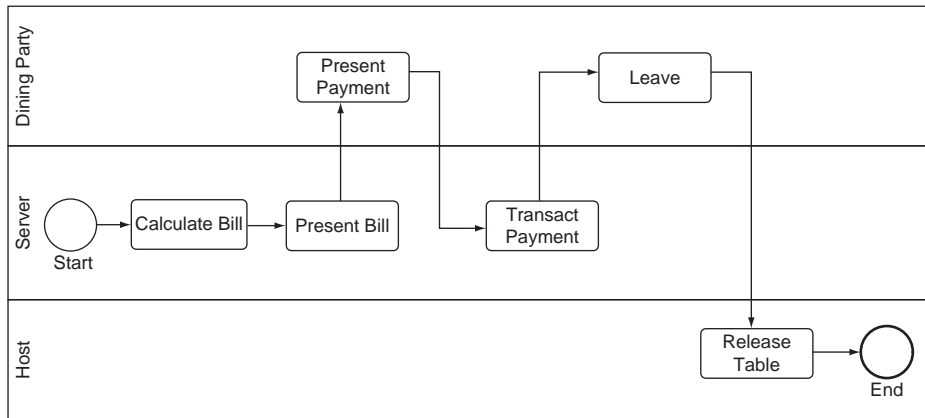 Dining Party
Present
Payment
Leave
Server
Start
Calculate Bill
Present Bill
Transact
Payment
Host
Release
Table
End